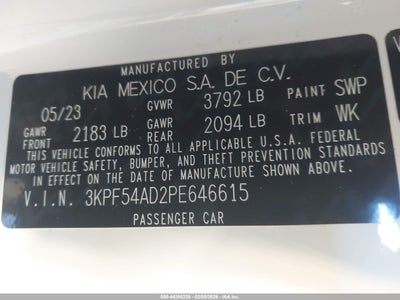 MANUFACTURED BY
KIA MEXICO S.A. DE C.V.
05/23 GVWR 3792 LB PAINT SWP
GAWR FRONT 2183 LB GAWR REAR 2094 LB TRIM WK
THIS VEHICLE CONFORMS TO ALL APPLICABLE U.S.A. FEDERAL
MOTOR VEHICLE SAFETY, BUMPER, AND THEFT PREVENTION
STANDARDS IN EFFECT ON THE DATE OF MANUFACTURE SHOWN ABOVE.
V.I.N. 3KPF54AD2PE646615
PASSENGER CAR